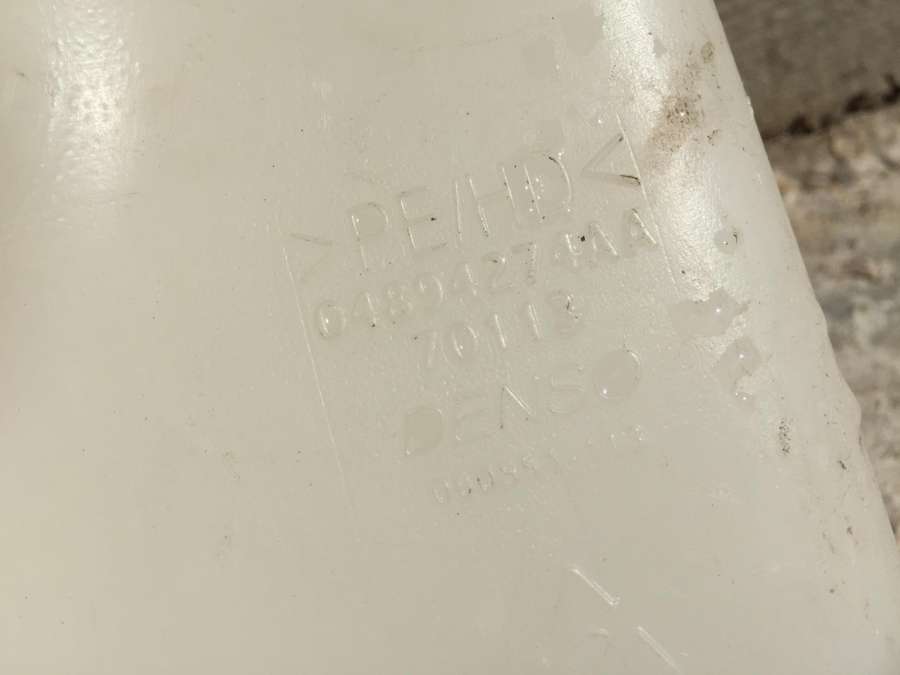 >PE/HD<
04894274AA
70113
DENSO